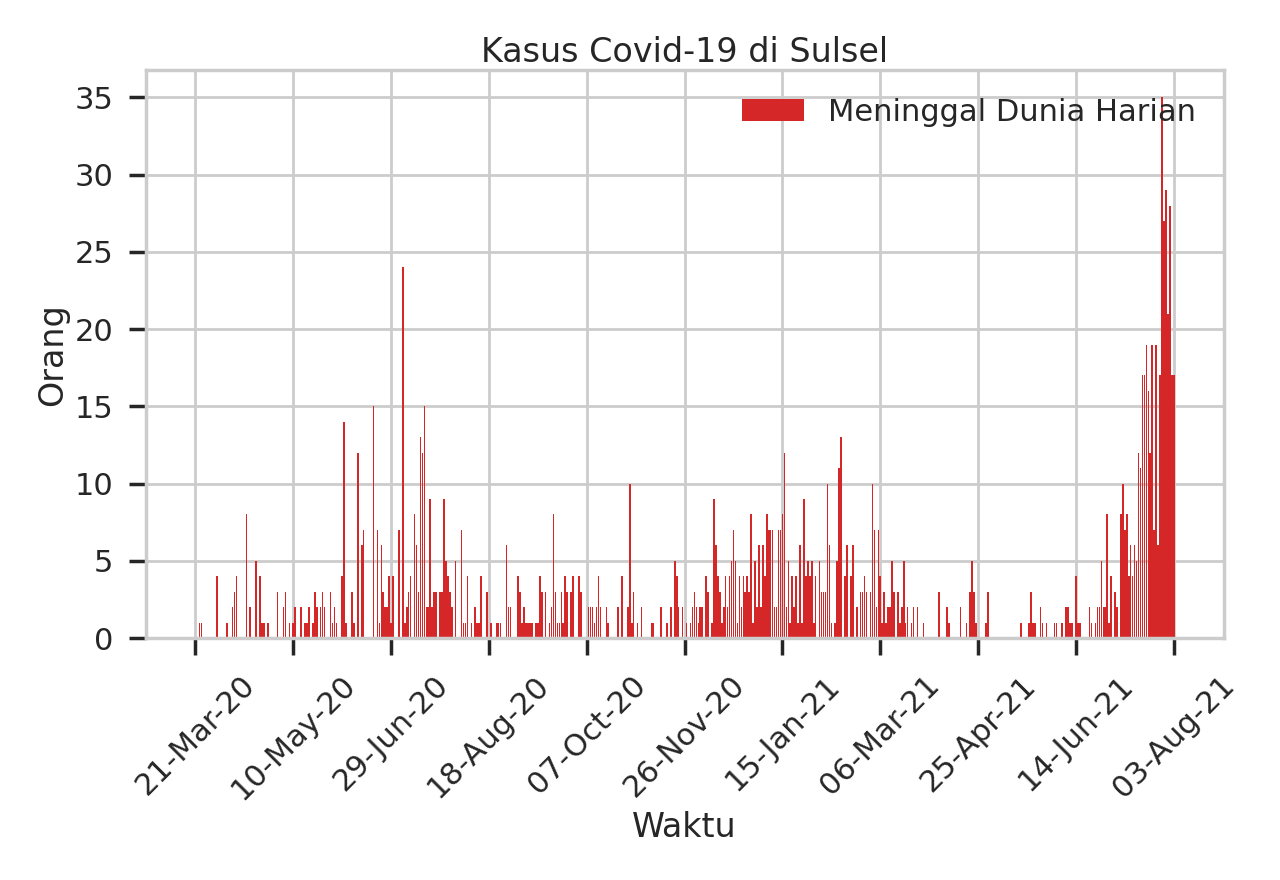 Kasus Covid-19 di Sulsel
Meninggal Dunia Harian
Orang
35
30
25
20
15
10
5
0
21-Mar-20
10-May-20
29-Jun-20
18-Aug-20
07-Oct-20
26-Nov-20
15-Jan-21
06-Mar-21
25-Apr-21
14-Jun-21
03-Aug-21
Waktu